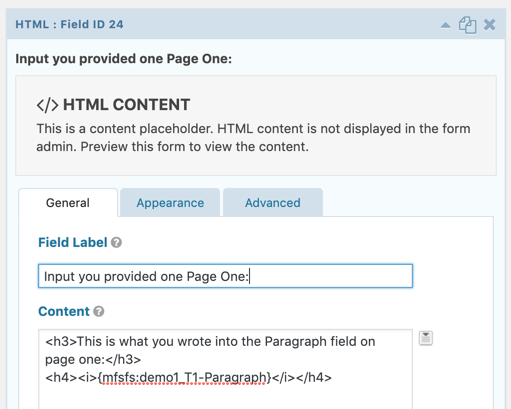 HTML : Field ID 24
Input you provided one Page One:
</> HTML CONTENT
This is a content placeholder. HTML content is not displayed in the form
admin. Preview this form to view the content.
General
Appearance
Advanced
Field Label ?
Input you provided one Page One:
Content ?
<h3>This is what you wrote into the Paragraph field on
page one:</h3>
<h4><i>{mfsfs:demo1_T1-Paragraph}</i></h4>